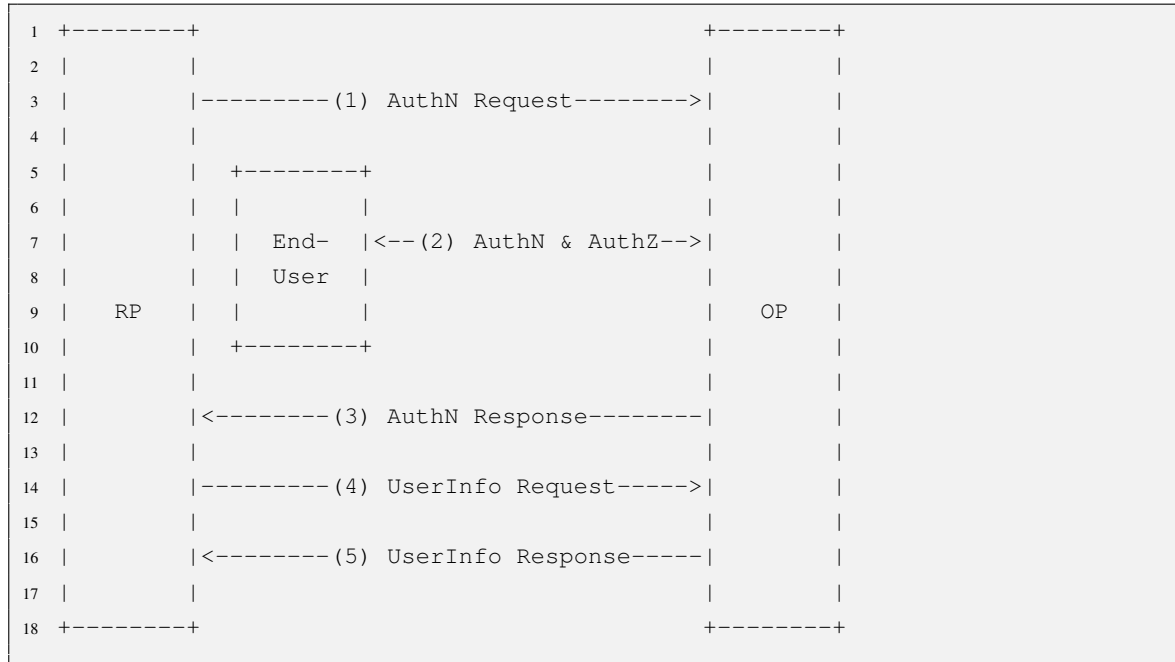 1 +--------+                                   +--------+
2 |        |                                   |        |
3 |        |---------(1) AuthN Request-------->|        |
4 |        |                                   |        |
5 |        |  +--------+                       |        |
6 |        |  |        |                       |        |
7 |        |  |  End-  |<--(2) AuthN & AuthZ-->|        |
8 |        |  |  User  |                       |        |
9 |   RP   |  |        |                       |   OP   |
10 |        |  +--------+                       |        |
11 |        |                                   |        |
12 |        |<--------(3) AuthN Response--------|        |
13 |        |                                   |        |
14 |        |---------(4) UserInfo Request----->|        |
15 |        |                                   |        |
16 |        |<--------(5) UserInfo Response-----|        |
17 |        |                                   |        |
18 +--------+                                   +--------+